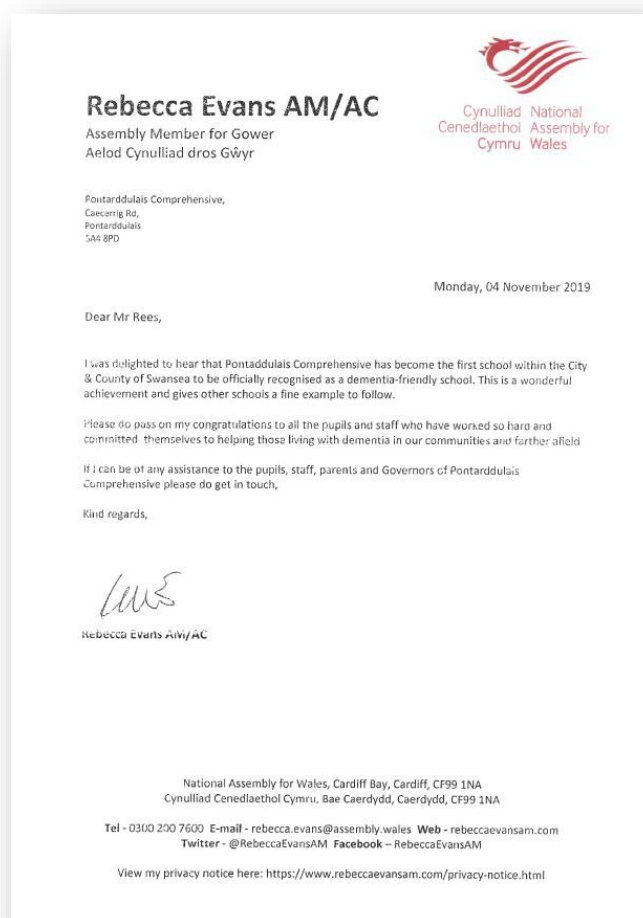 Rebecca Evans AM/AC
Assembly Member for Gower
Aelod Cynulliad dros Gŵyr
Cynulliad National
Cenedlaethol Assembly for
Cymru Wales
Pontarddulais Comprehensive,
Caecerrig Rd,
Pontarddulais
SA4 8PD
Monday, 04 November 2019
Dear Mr Rees,
I was delighted to hear that Pontaddulais Comprehensive has become the first school within the City
& County of Swansea to be officially recognised as a dementia-friendly school. This is a wonderful
achievement and gives other schools a fine example to follow.
Please do pass on my congratulations to all the pupils and staff who have worked so hard and
committed themselves to helping those living with dementia in our communities and farther afield
If I can be of any assistance to the pupils, staff, parents and Governors of Pontarddulais
Comprehensive please do get in touch,
Kind regards,
Rebecca Evans AM/AC
National Assembly for Wales, Cardiff Bay, Cardiff, CF99 1NA
Cynulliad Cenedlaethol Cymru, Bae Caerdydd, Caerdydd, CF99 1NA
Tel - 0300 200 7600 E-mail - rebecca.evans@assembly.wales Web - rebeccaevansam.com
Twitter - @RebeccaEvansAM Facebook – RebeccaEvansAM
View my privacy notice here: https://www.rebeccaevansam.com/privacy-notice.html